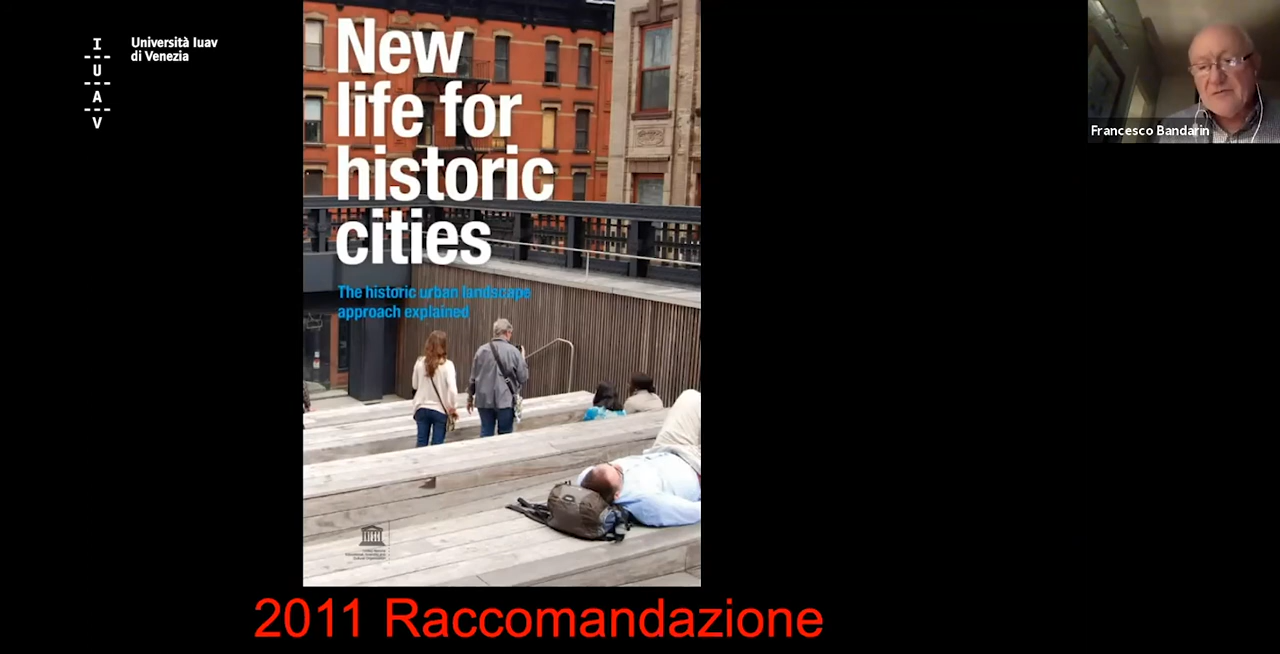 I
U
A
V
Università Iuav
di Venezia
New
life for
historic
cities
The historic urban landscape
approach explained
Francesco Bandarin
2011 Raccomandazione